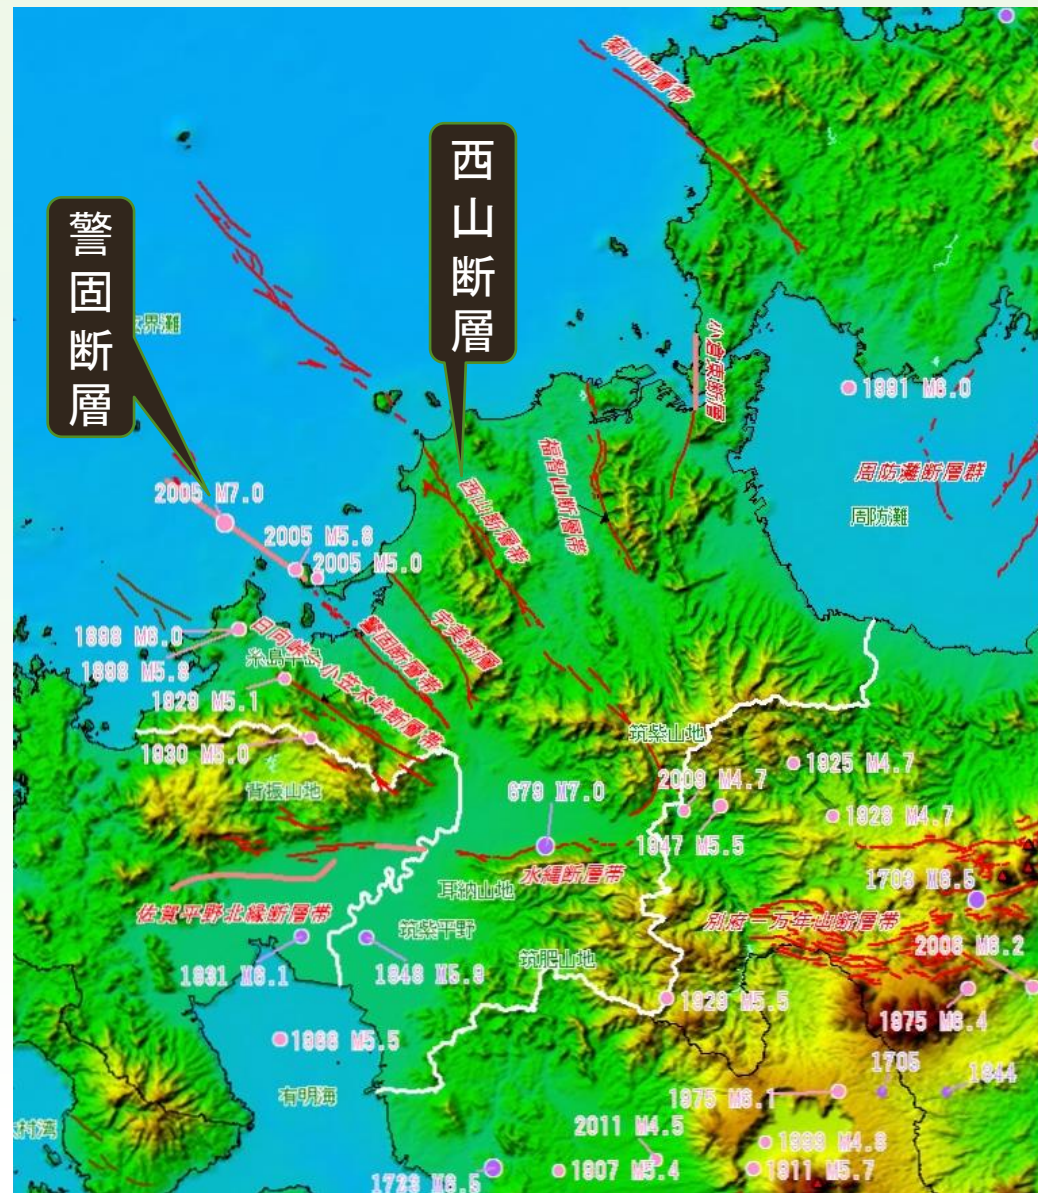 菊川断層帯
西山断層
警固断層
玄界灘
小倉東断層
1991 M6.0
福智山断層帯
周防灘断層群
西山断層帯
2005 M7.0
周防灘
2005 M5.8
2005 M5.0
宇美断層
警固断層帯
1898 M6.0
日向峠-小笠木峠断層帯
糸島半島
1898 M5.8
1929 M5.1
筑紫山地
1930 M5.0
1925 M4.7
2009 M4.7
背振山地
679 M7.0
1928 M4.7
1947 M5.5
水縄断層帯
1703 M6.5
耳納山地
佐賀平野北縁断層帯
別府－万年山断層帯
筑紫平野
筑肥山地
1831 M6.1
1848 M5.9
1929 M5.5
1975 M6.4
1966 M5.5
1705
有明海
1975 M6.1
2011 M4.5
村湾
1999 M4.8
1907 M5.4
1911 M5.7
1723 M6.5